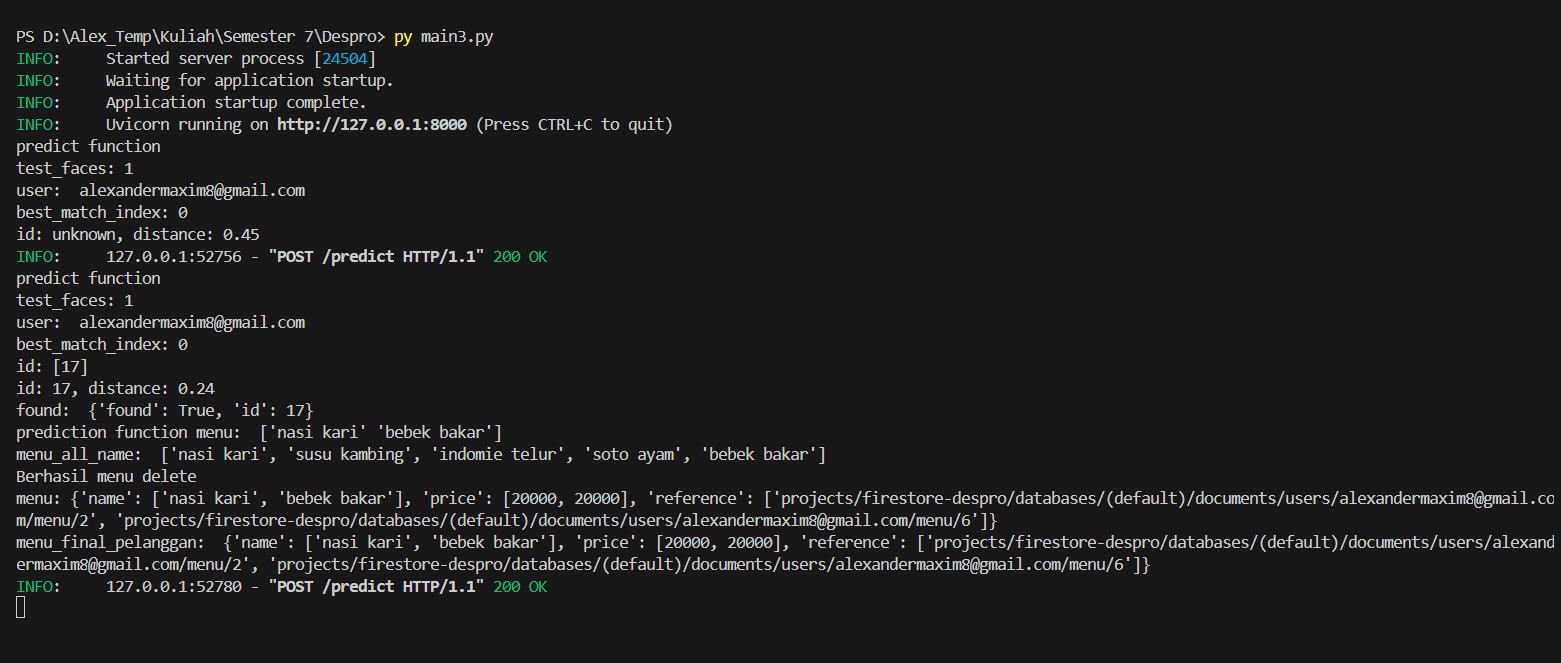 PS D:\Alex_Temp\Kuliah\Semester 7\Despro> py main3.py
INFO:     Started server process [24504]
INFO:     Waiting for application startup.
INFO:     Application startup complete.
INFO:     Uvicorn running on http://127.0.0.1:8000 (Press CTRL+C to quit)
predict function
test_faces: 1
user:  alexandermaxim8@gmail.com
best_match_index: 0
id: unknown, distance: 0.45
INFO:     127.0.0.1:52756 - "POST /predict HTTP/1.1" 200 OK
predict function
test_faces: 1
user:  alexandermaxim8@gmail.com
best_match_index: 0
id: [17]
id: 17, distance: 0.24
found:  {'found': True, 'id': 17}
prediction function menu:  ['nasi kari' 'bebek bakar']
menu_all_name:  ['nasi kari', 'susu kambing', 'indomie telur', 'soto ayam', 'bebek bakar']
Berhasil menu delete
menu: {'name': ['nasi kari', 'bebek bakar'], 'price': [20000, 20000], 'reference': ['projects/firestore-despro/databases/(default)/documents/users/alexandermaxim8@gmail.co
m/menu/2', 'projects/firestore-despro/databases/(default)/documents/users/alexandermaxim8@gmail.com/menu/6']}
menu_final_pelanggan:  {'name': ['nasi kari', 'bebek bakar'], 'price': [20000, 20000], 'reference': ['projects/firestore-despro/databases/(default)/documents/users/alexand
ermaxim8@gmail.com/menu/2', 'projects/firestore-despro/databases/(default)/documents/users/alexandermaxim8@gmail.com/menu/6']}
INFO:     127.0.0.1:52780 - "POST /predict HTTP/1.1" 200 OK